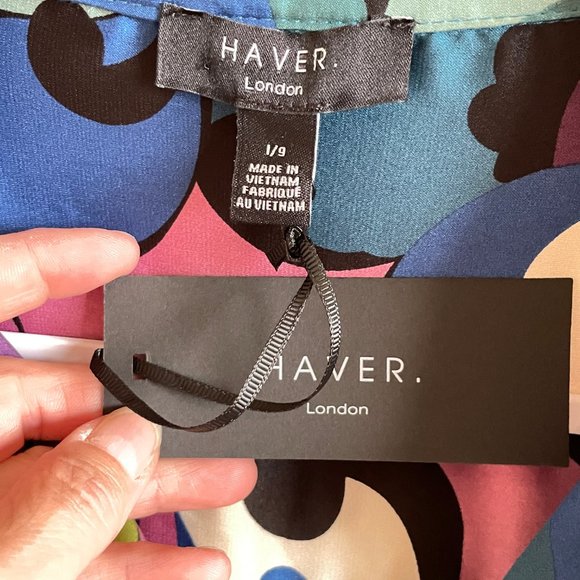 HAVER.
London
1/9
MADE IN
VIETNAM
FABRIQUÉ
AU VIETNAM
HAVER.
London